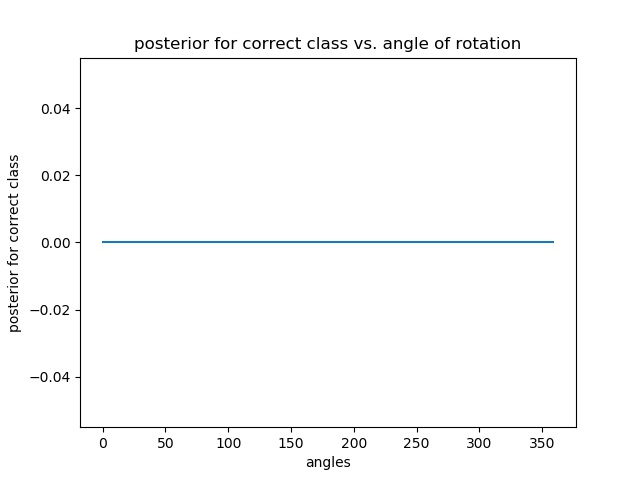 posterior for correct class vs. angle of rotation
posterior for correct class
0.04
0.02
0.00
−0.02
−0.04
0 50 100 150 200 250 300 350
angles